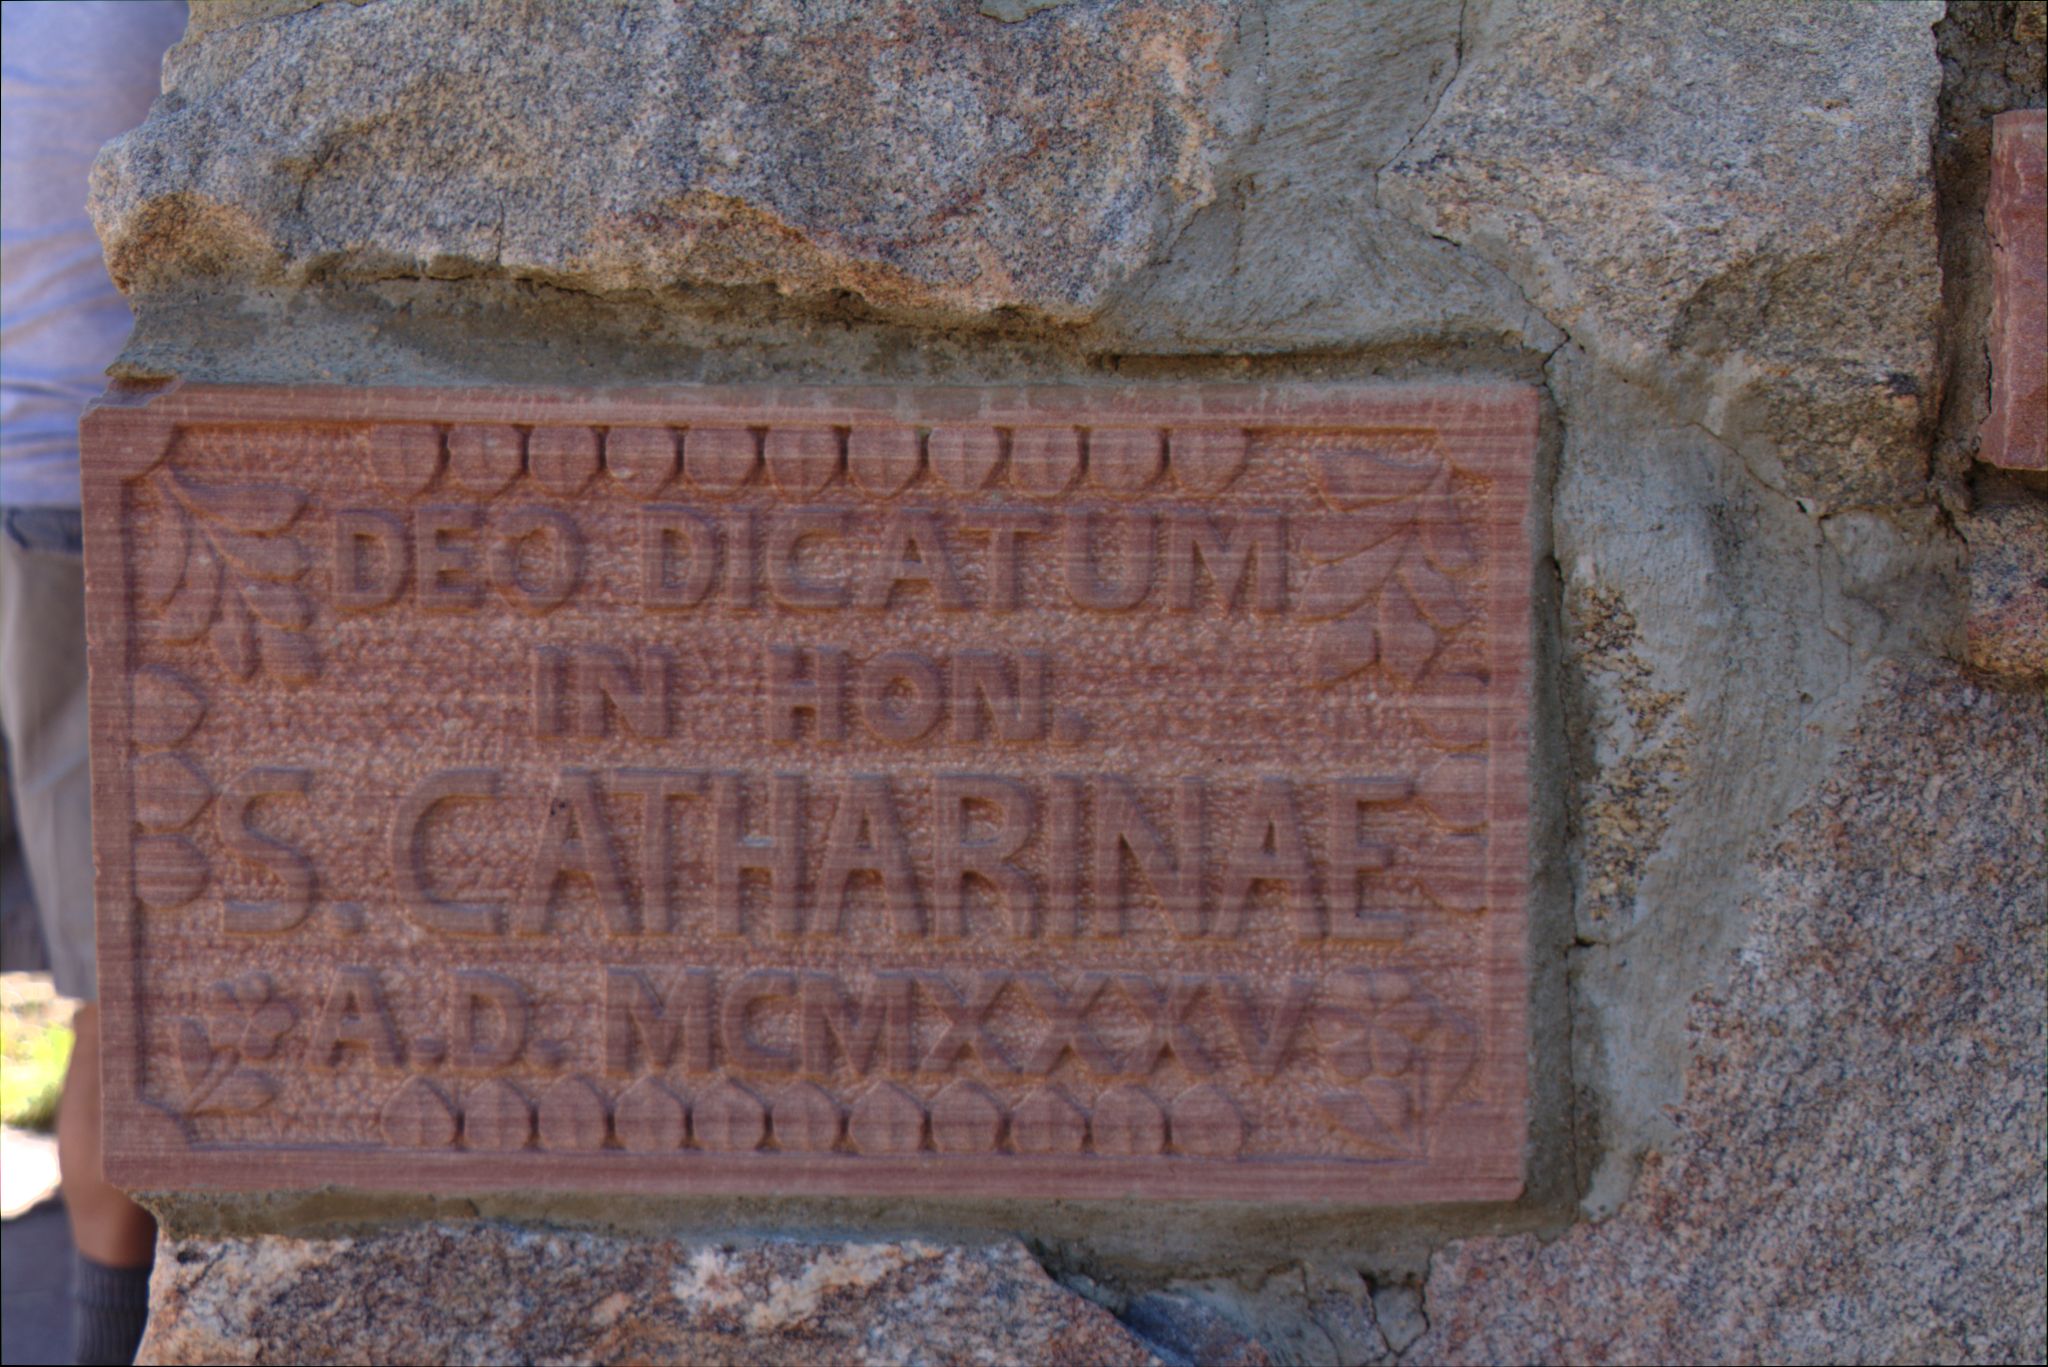 DEO DICATUM
IN HON.
S. CATHARINAE
A.D. MCMXXXV